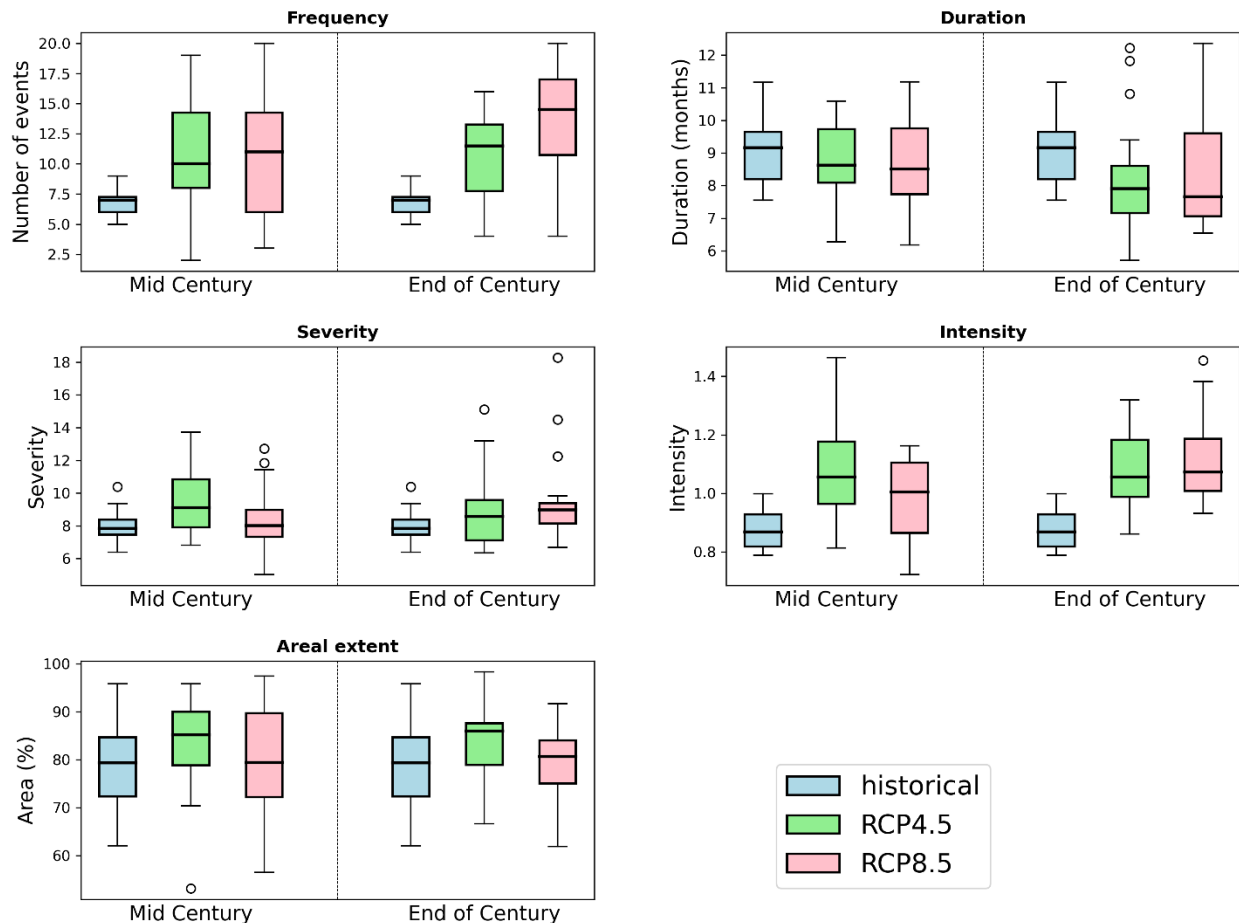 Frequency
Number of events
20.0
17.5
15.0
12.5
10.0
7.5
5.0
2.5
Mid Century
End of Century
Duration
Duration (months)
12
11
10
9
8
7
6
Mid Century
End of Century
Severity
Severity
18
16
14
12
10
8
6
Mid Century
End of Century
Intensity
Intensity
1.4
1.2
1.0
0.8
Mid Century
End of Century
Areal extent
Area (%)
100
90
80
70
60
Mid Century
End of Century
historical
RCP4.5
RCP8.5